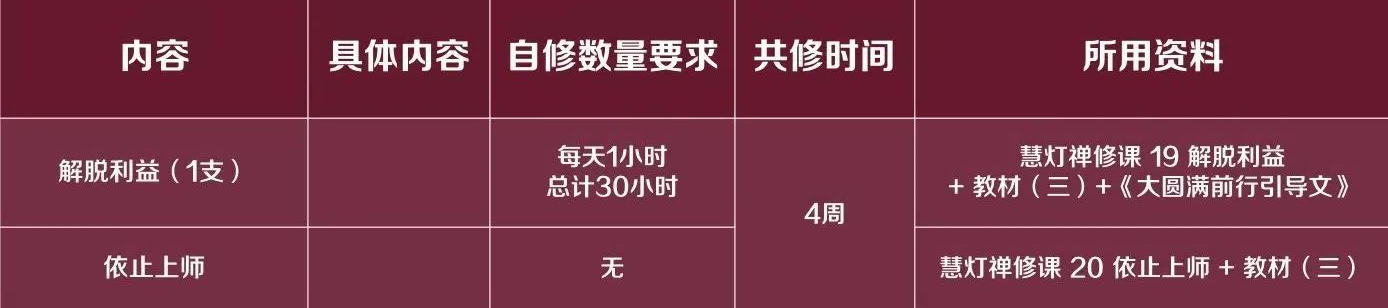 内容 具体内容 自修数量要求 共修时间 所用资料
解脱利益（1支）
每天1小时
总计30小时
4周
慧灯禅修课 19 解脱利益
+ 教材（三）+《大圆满前行引导文》
依止上师
无
慧灯禅修课 20 依止上师 + 教材（三）